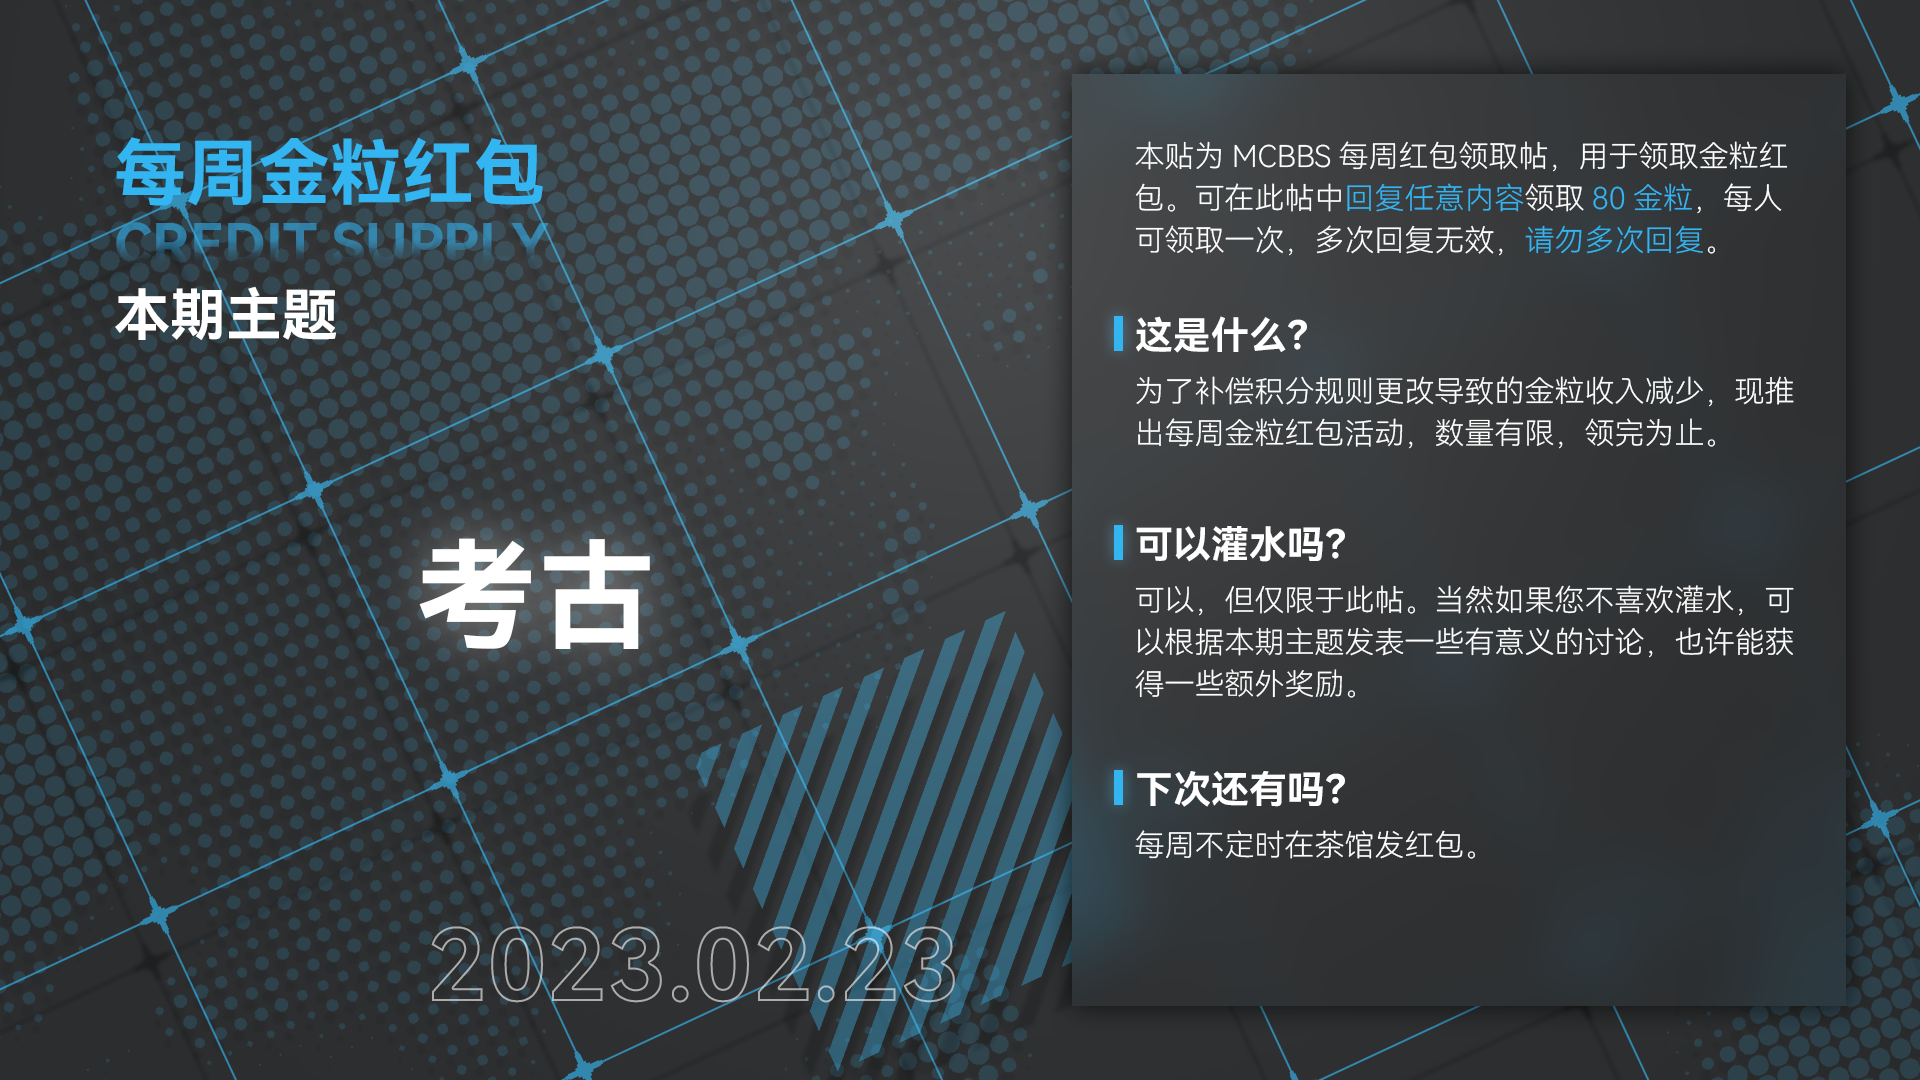 每周金粒红包
CREDIT SUPPLY
本期主题
考古
2023.02.23
本贴为 MCBBS 每周红包领取帖，用于领取金粒红
包。可在此帖中回复任意内容领取 80 金粒，每人
可领取一次，多次回复无效，请勿多次回复。
这是什么？
为了补偿积分规则更改导致的金粒收入减少，现推
出每周金粒红包活动，数量有限，领完为止。
可以灌水吗？
可以，但仅限于此帖。当然如果您不喜欢灌水，可
以根据本期主题发表一些有意义的讨论，也许能获
得一些额外奖励。
下次还有吗？
每周不定时在茶馆发红包。